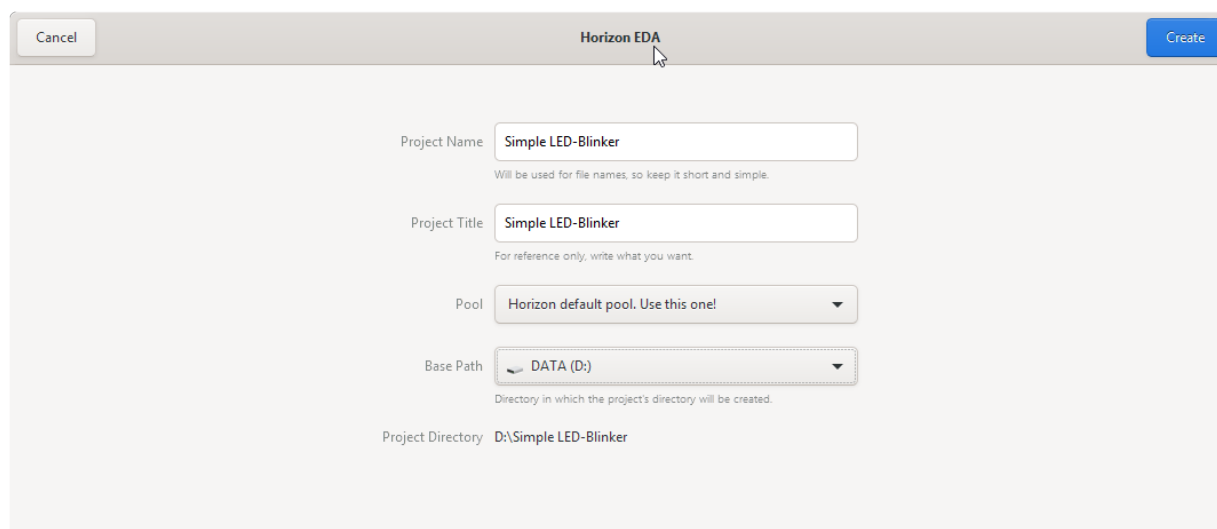 Cancel
Horizon EDA
Create
Project Name
Simple LED-Blinker
Will be used for file names, so keep it short and simple.
Project Title
Simple LED-Blinker
For reference only, write what you want.
Pool
Horizon default pool. Use this one!
Base Path
DATA (D:)
Directory in which the project's directory will be created.
Project Directory
D:\Simple LED-Blinker